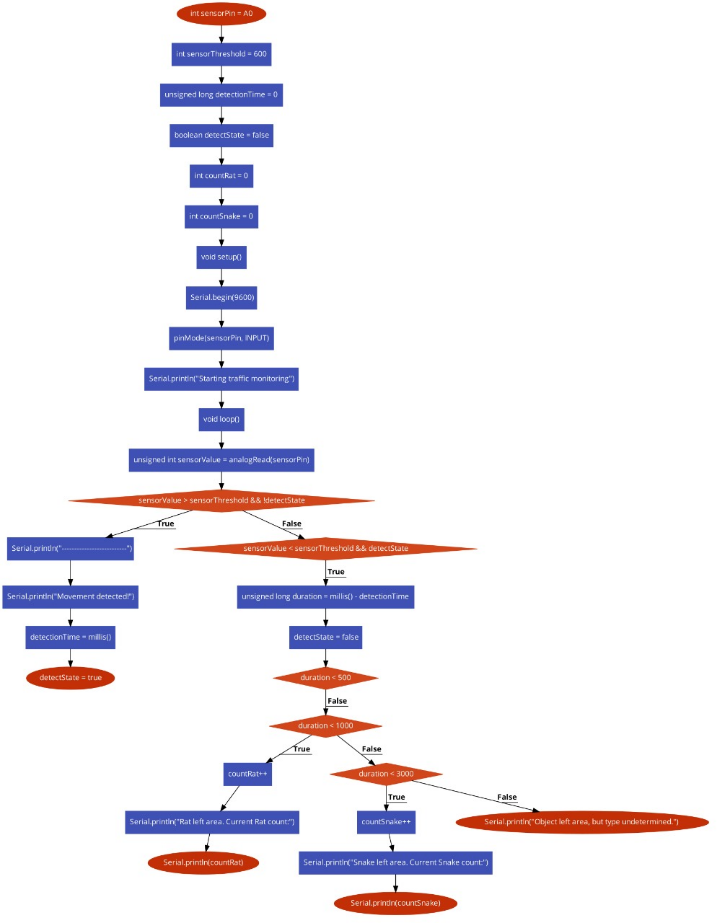 int sensorPin = A0
int sensorThreshold = 600
unsigned long detectionTime = 0
boolean detectState = false
int countRat = 0
int countSnake = 0
void setup()
Serial.begin(9600)
pinMode(sensorPin, INPUT)
Serial.println("Starting traffic monitoring")
void loop()
unsigned int sensorValue = analogRead(sensorPin)
sensorValue > sensorThreshold && !detectState
True
False
Serial.println("---------------------------")
sensorValue < sensorThreshold && detectState
True
Serial.println("Movement detected!")
unsigned long duration = millis() - detectionTime
detectionTime = millis()
detectState = false
detectState = true
duration < 500
False
duration < 1000
True
False
countRat++
duration < 3000
True
False
Serial.println("Rat left area. Current Rat count:")
countSnake++
Serial.println("Object left area, but type undetermined.")
Serial.println(countRat)
Serial.println("Snake left area. Current Snake count:")
Serial.println(countSnake)